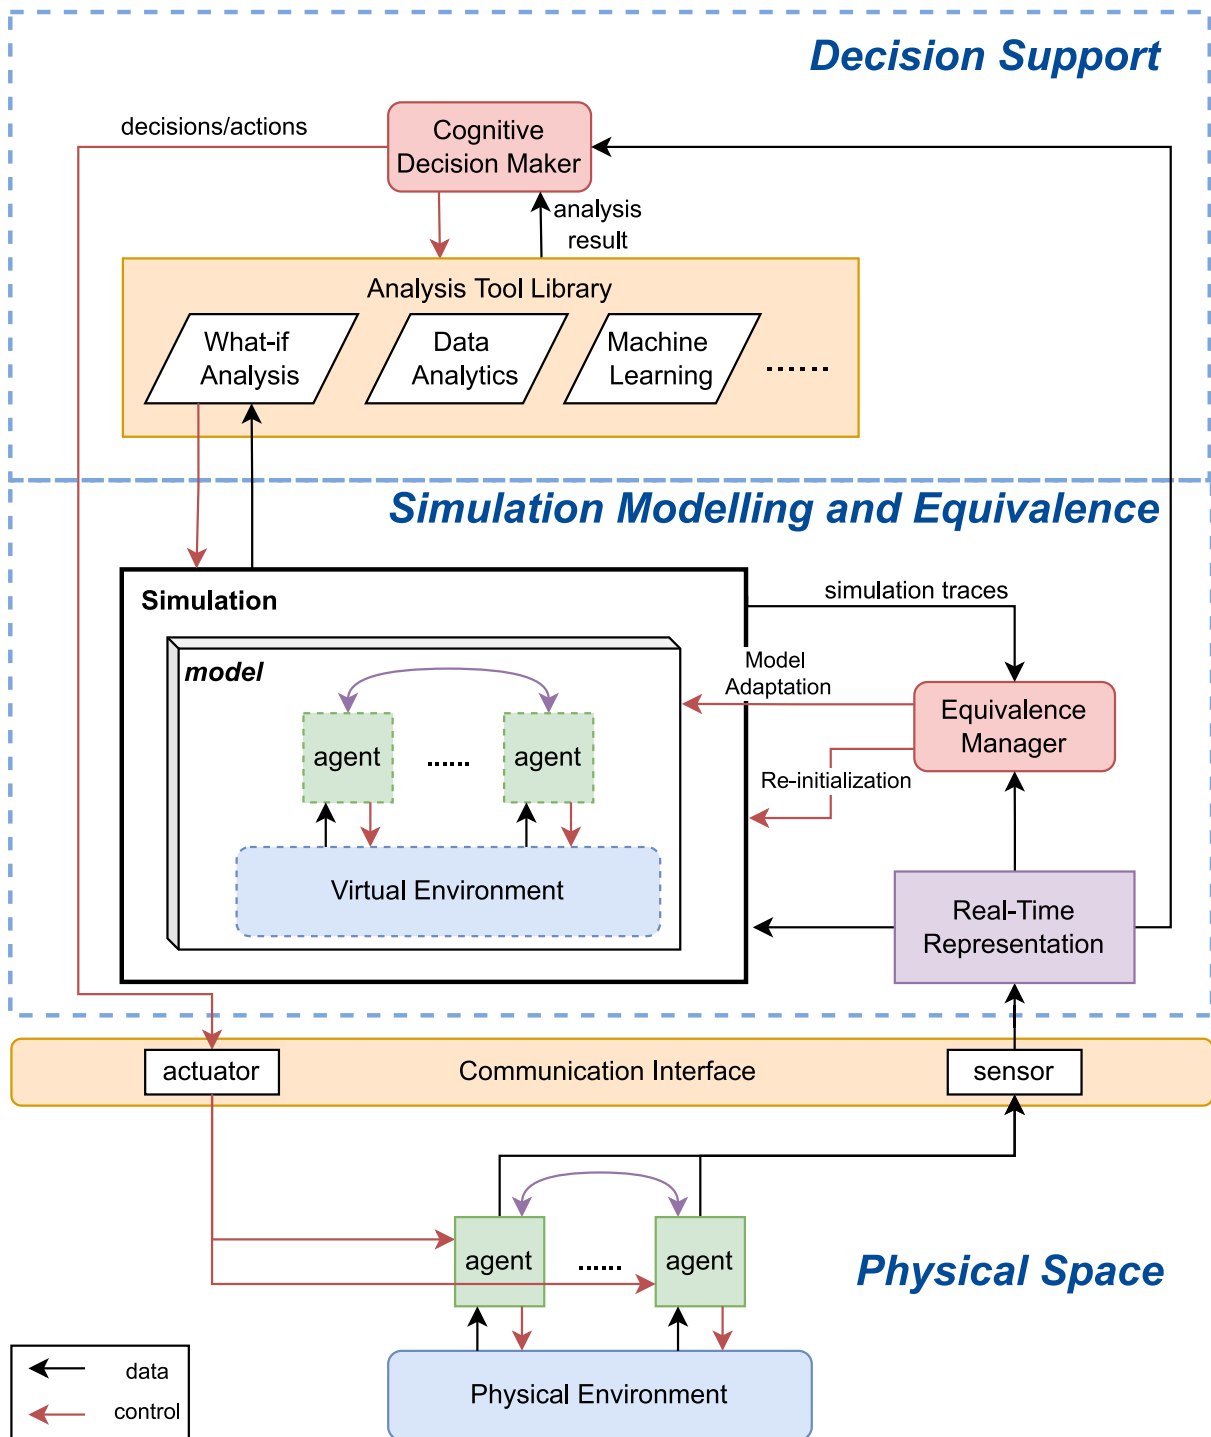 Decision Support
decisions/actions
Cognitive
Decision Maker
analysis
result
Analysis Tool Library
What-if
Analysis
Data
Analytics
Machine
Learning
......
Simulation Modelling and Equivalence
Simulation
simulation traces
model
Model
Adaptation
Equivalence
Manager
agent
......
agent
Re-initialization
Virtual Environment
Real-Time
Representation
actuator
Communication Interface
sensor
agent
......
agent
Physical Space
data
control
Physical Environment